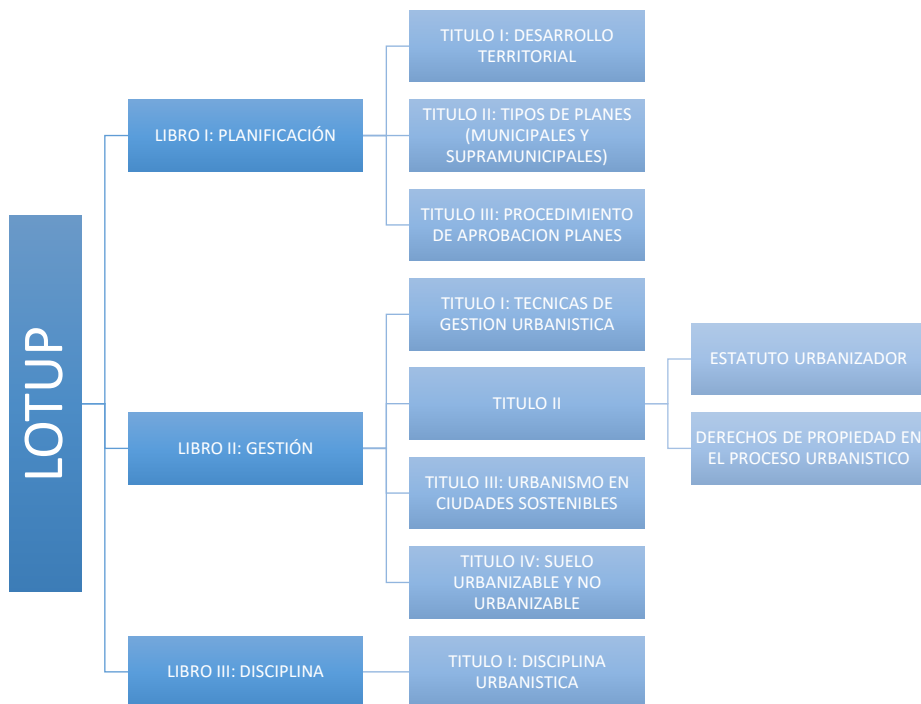 LOTUP
LIBRO I: PLANIFICACIÓN
TITULO I: DESARROLLO
TERRITORIAL
TITULO II: TIPOS DE PLANES
(MUNICIPALES Y
SUPRAMUNICIPALES)
TITULO III: PROCEDIMIENTO
DE APROBACION PLANES
LIBRO II: GESTIÓN
TITULO I: TECNICAS DE
GESTION URBANISTICA
TITULO II
ESTATUTO URBANIZADOR
DERECHOS DE PROPIEDAD EN
EL PROCESO URBANISTICO
TITULO III: URBANISMO EN
CIUDADES SOSTENIBLES
TITULO IV: SUELO
URBANIZABLE Y NO
URBANIZABLE
LIBRO III: DISCIPLINA
TITULO I: DISCIPLINA
URBANISTICA